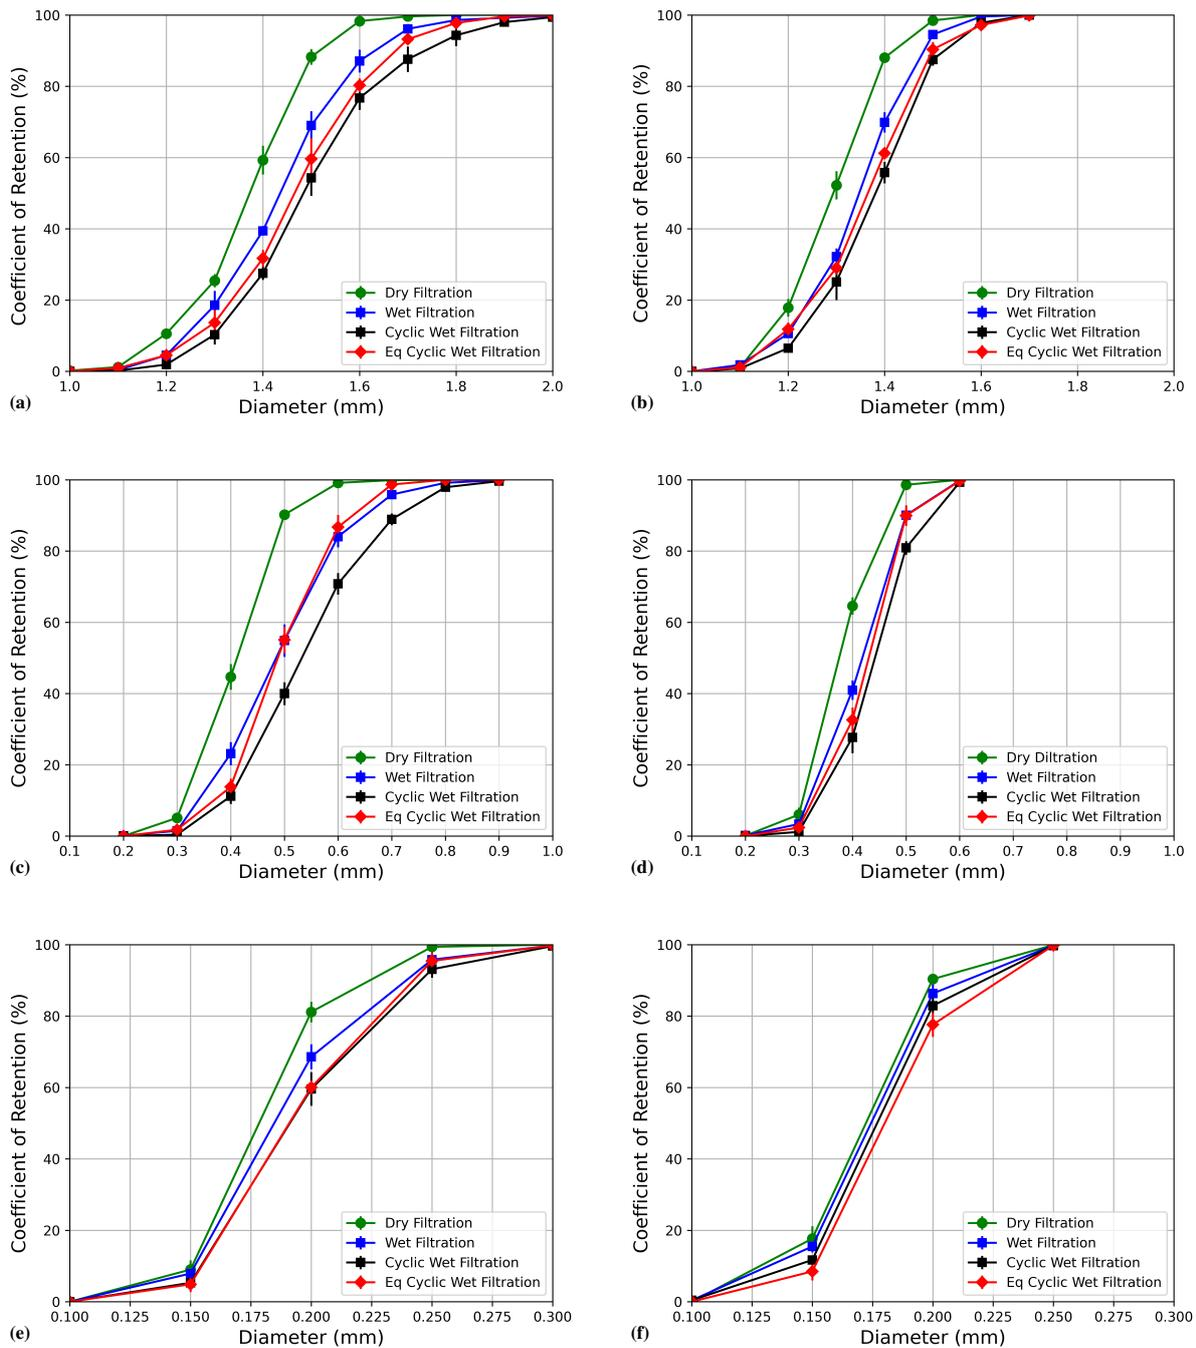 100
80
60
40
20
0
1.0 1.2 1.4 1.6 1.8 2.0
Coefficient of Retention (%)
Diameter (mm)
Dry Filtration
Wet Filtration
Cyclic Wet Filtration
Eq Cyclic Wet Filtration
(a)
100
80
60
40
20
0
1.0 1.2 1.4 1.6 1.8 2.0
Coefficient of Retention (%)
Diameter (mm)
Dry Filtration
Wet Filtration
Cyclic Wet Filtration
Eq Cyclic Wet Filtration
(b)
100
80
60
40
20
0
0.1 0.2 0.3 0.4 0.5 0.6 0.7 0.8 0.9 1.0
Coefficient of Retention (%)
Diameter (mm)
Dry Filtration
Wet Filtration
Cyclic Wet Filtration
Eq Cyclic Wet Filtration
(c)
100
80
60
40
20
0
0.1 0.2 0.3 0.4 0.5 0.6 0.7 0.8 0.9 1.0
Coefficient of Retention (%)
Diameter (mm)
Dry Diltration
Wet Filtration
Cyclic Wet Filtration
Eq Cyclic Wet Filtration
(d)
100
80
60
40
20
0
0.100 0.125 0.150 0.175 0.200 0.225 0.250 0.275 0.300
Coefficient of Retention (%)
Diameter (mm)
Dry Filtration
Wet Filtration
Cyclic Wet Filtration
Eq Cyclic Wet Filtration
(e)
100
80
60
40
20
0
0.100 0.125 0.150 0.175 0.200 0.225 0.250 0.275 0.300
Coefficient of Retention (%)
Diameter (mm)
Dry Filtration
Wet Filtration
Cyclic Wet Filtration
Eq Cyclic Wet Filtration
(f)